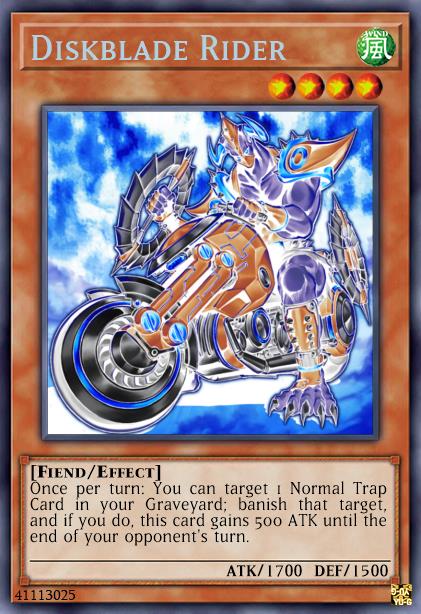 DISKBLADE RIDER
WIND
風
[FIEND/EFFECT]
Once per turn: You can target 1 Normal Trap
Card in your Graveyard; banish that target,
and if you do, this card gains 500 ATK until the
end of your opponent's turn.
ATK/1700 DEF/1500
41113025